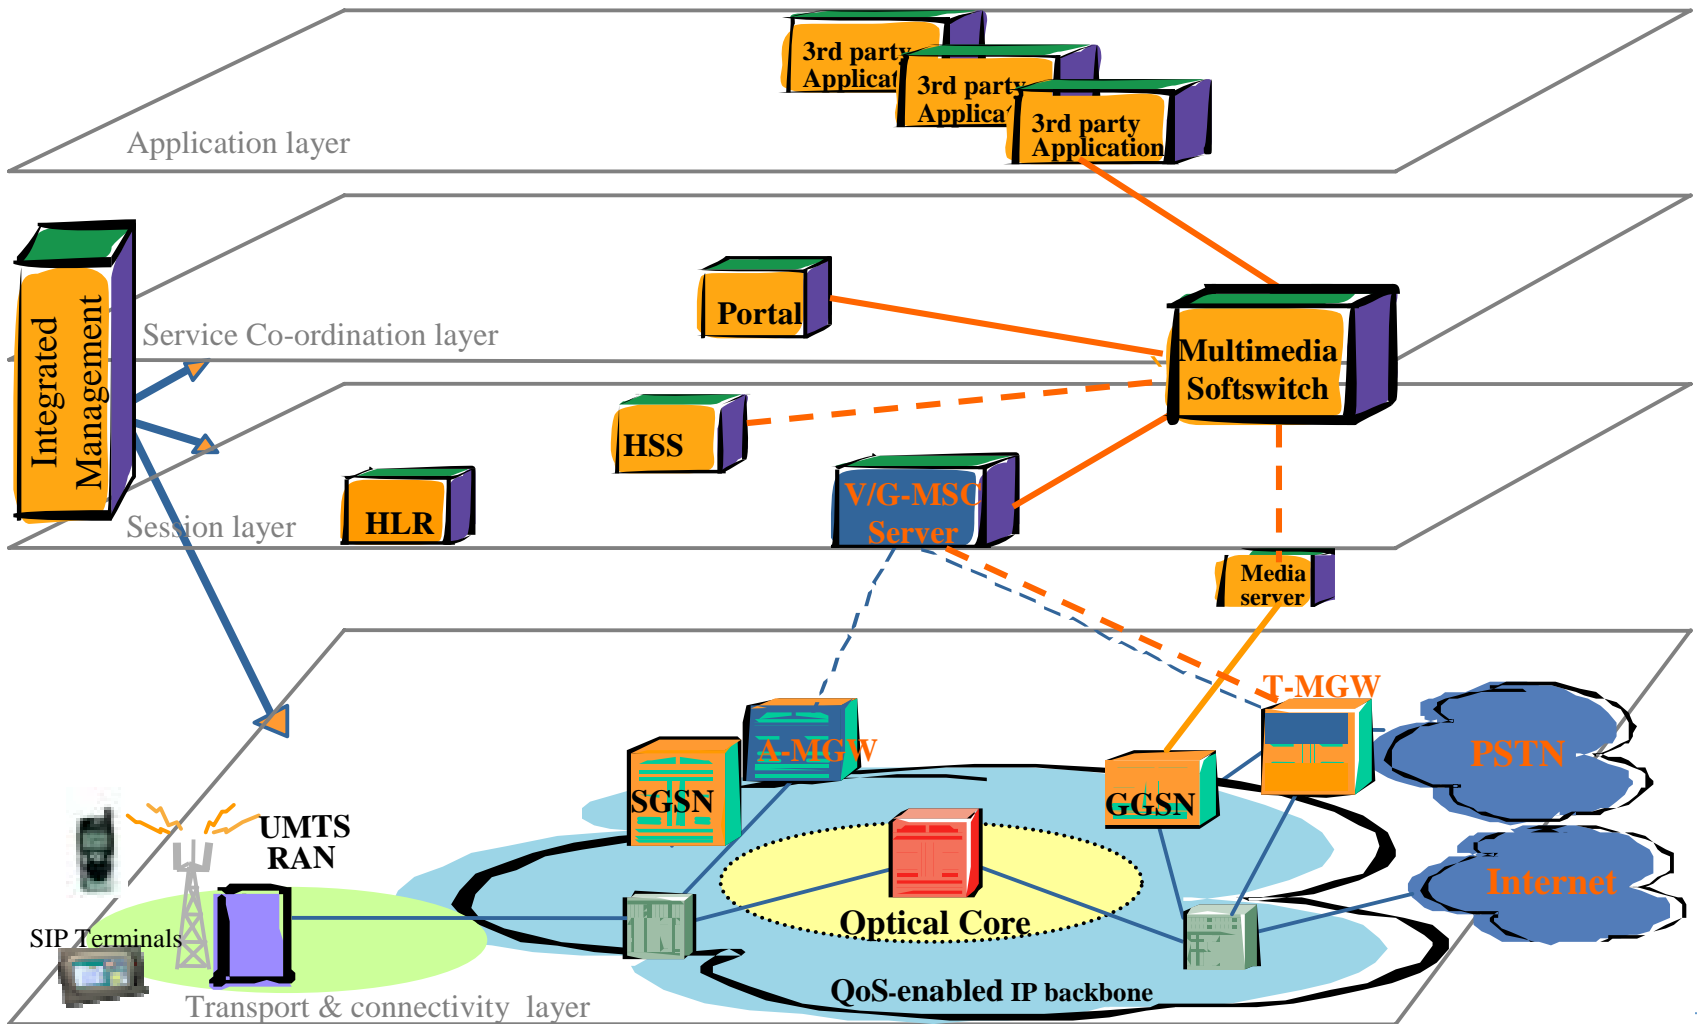 3rd party
Applicat
3rd party
Applicat
3rd party
Application
Application layer
Integrated
Management
Portal
Service Co-ordination layer
Multimedia
Softswitch
HSS
HLR
V/G-MSC
Server
Session layer
Media
server
T-MGW
A-MGW
PSTN
SGSN
GGSN
UMTS
RAN
Internet
Optical Core
SIP Terminals
QoS-enabled IP backbone
Transport & connectivity layer